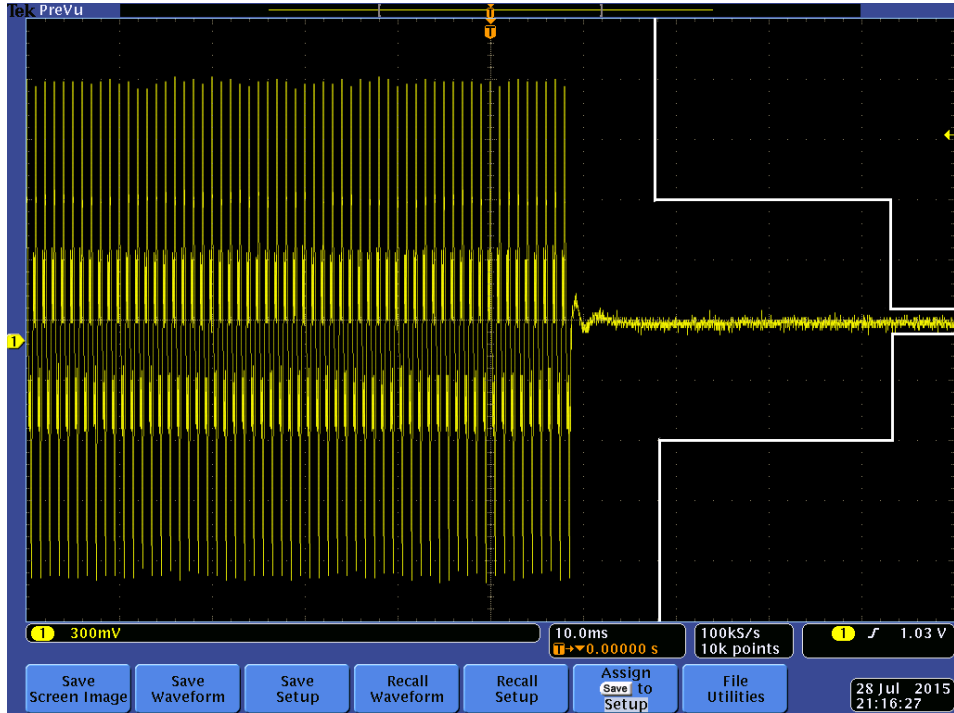 Tek PreVu
T
T
1
1 300mV
10.0ms
T→▼0.00000 s
100kS/s
10k points
1 ∫ 1.03 V
Save
Screen Image
Save
Waveform
Save
Setup
Recall
Waveform
Recall
Setup
Assign
Save to
Setup
File
Utilities
28 Jul 2015
21:16:27